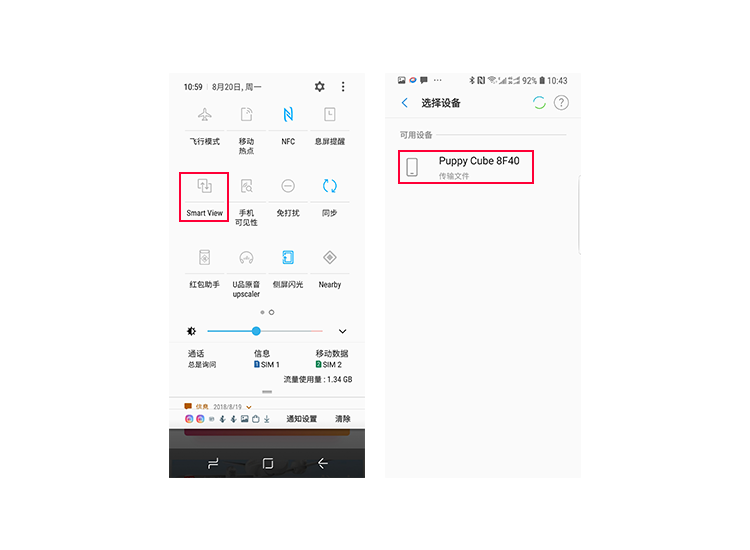 10:59 8月20日, 周一
飞行模式
移动
热点
NFC
息屏提醒
Smart View
手机
可见性
免打扰
同步
红包助手
U品原音
upscaler
侧屏闪光
Nearby
通话
总是询问
信息
1 SIM 1
移动数据
2 SIM 2
流量使用量 : 1.34 GB
信息 2018/8/19
通知设置 清除
92% 10:43
选择设备
?
可用设备
Puppy Cube 8F40
传输文件